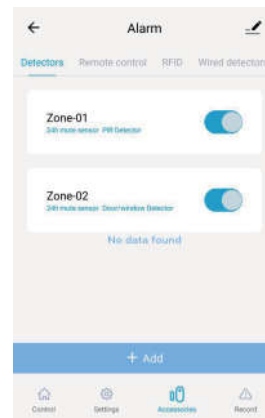 Alarm
Detectors Remote control RFID Wired detectors
Zone-01
24h mute sensor PIR Detector
Zone-02
24h mute sensor Door/window Detector
No data found
+ Add
Control Settings Accessories Record